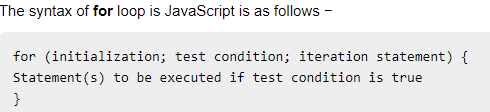 The syntax of for loop is JavaScript is as follows −
for (initialization; test condition; iteration statement) {
Statement(s) to be executed if test condition is true
}